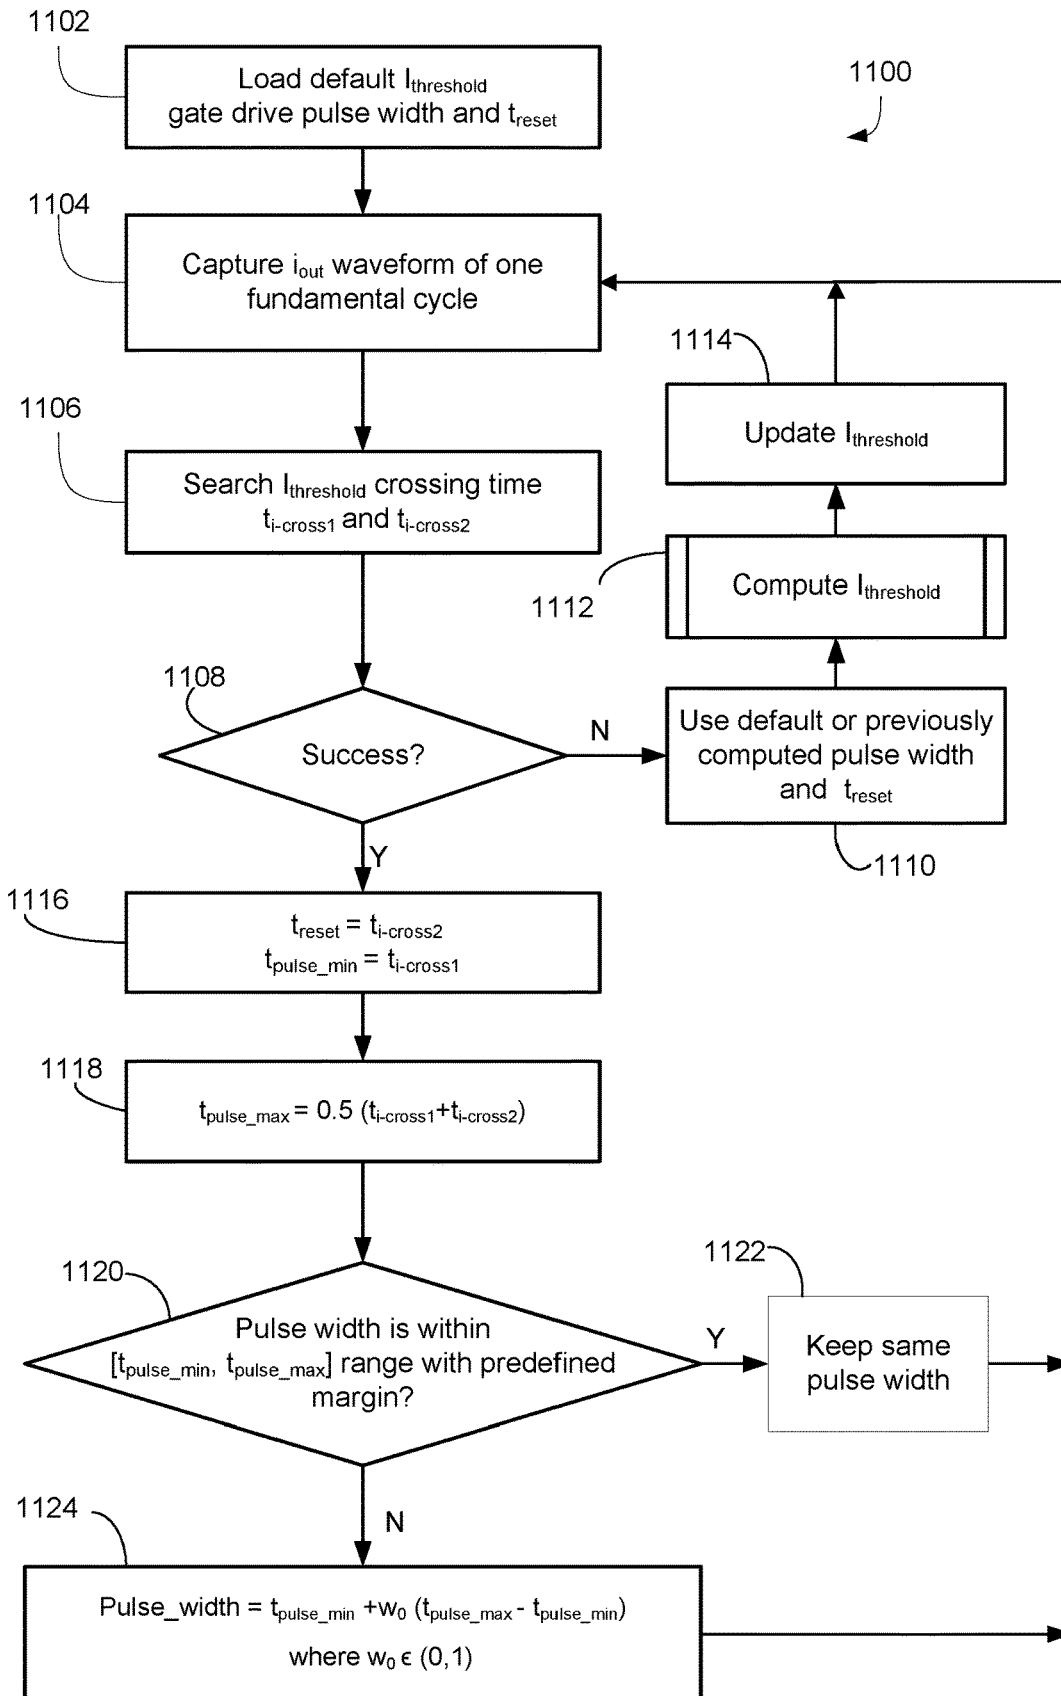 1102
Load default Ithreshold
gate drive pulse width and treset
1100
1104
Capture iout waveform of one
fundamental cycle
1114
Update Ithreshold
1106
Search Ithreshold crossing time
ti-cross1 and ti-cross2
1112
Compute Ithreshold
1108
Success?
N
Use default or previously
computed pulse width
and treset
1110
Y
1116
treset = ti-cross2
tpulse_min = ti-cross1
1118
tpulse_max = 0.5 (ti-cross1+ti-cross2)
1120
Pulse width is within
[tpulse_min, tpulse_max] range with predefined
margin?
Y
1122
Keep same
pulse width
N
1124
Pulse_width = tpulse_min +w0 (tpulse_max - tpulse_min)
where w0 ϵ (0,1)